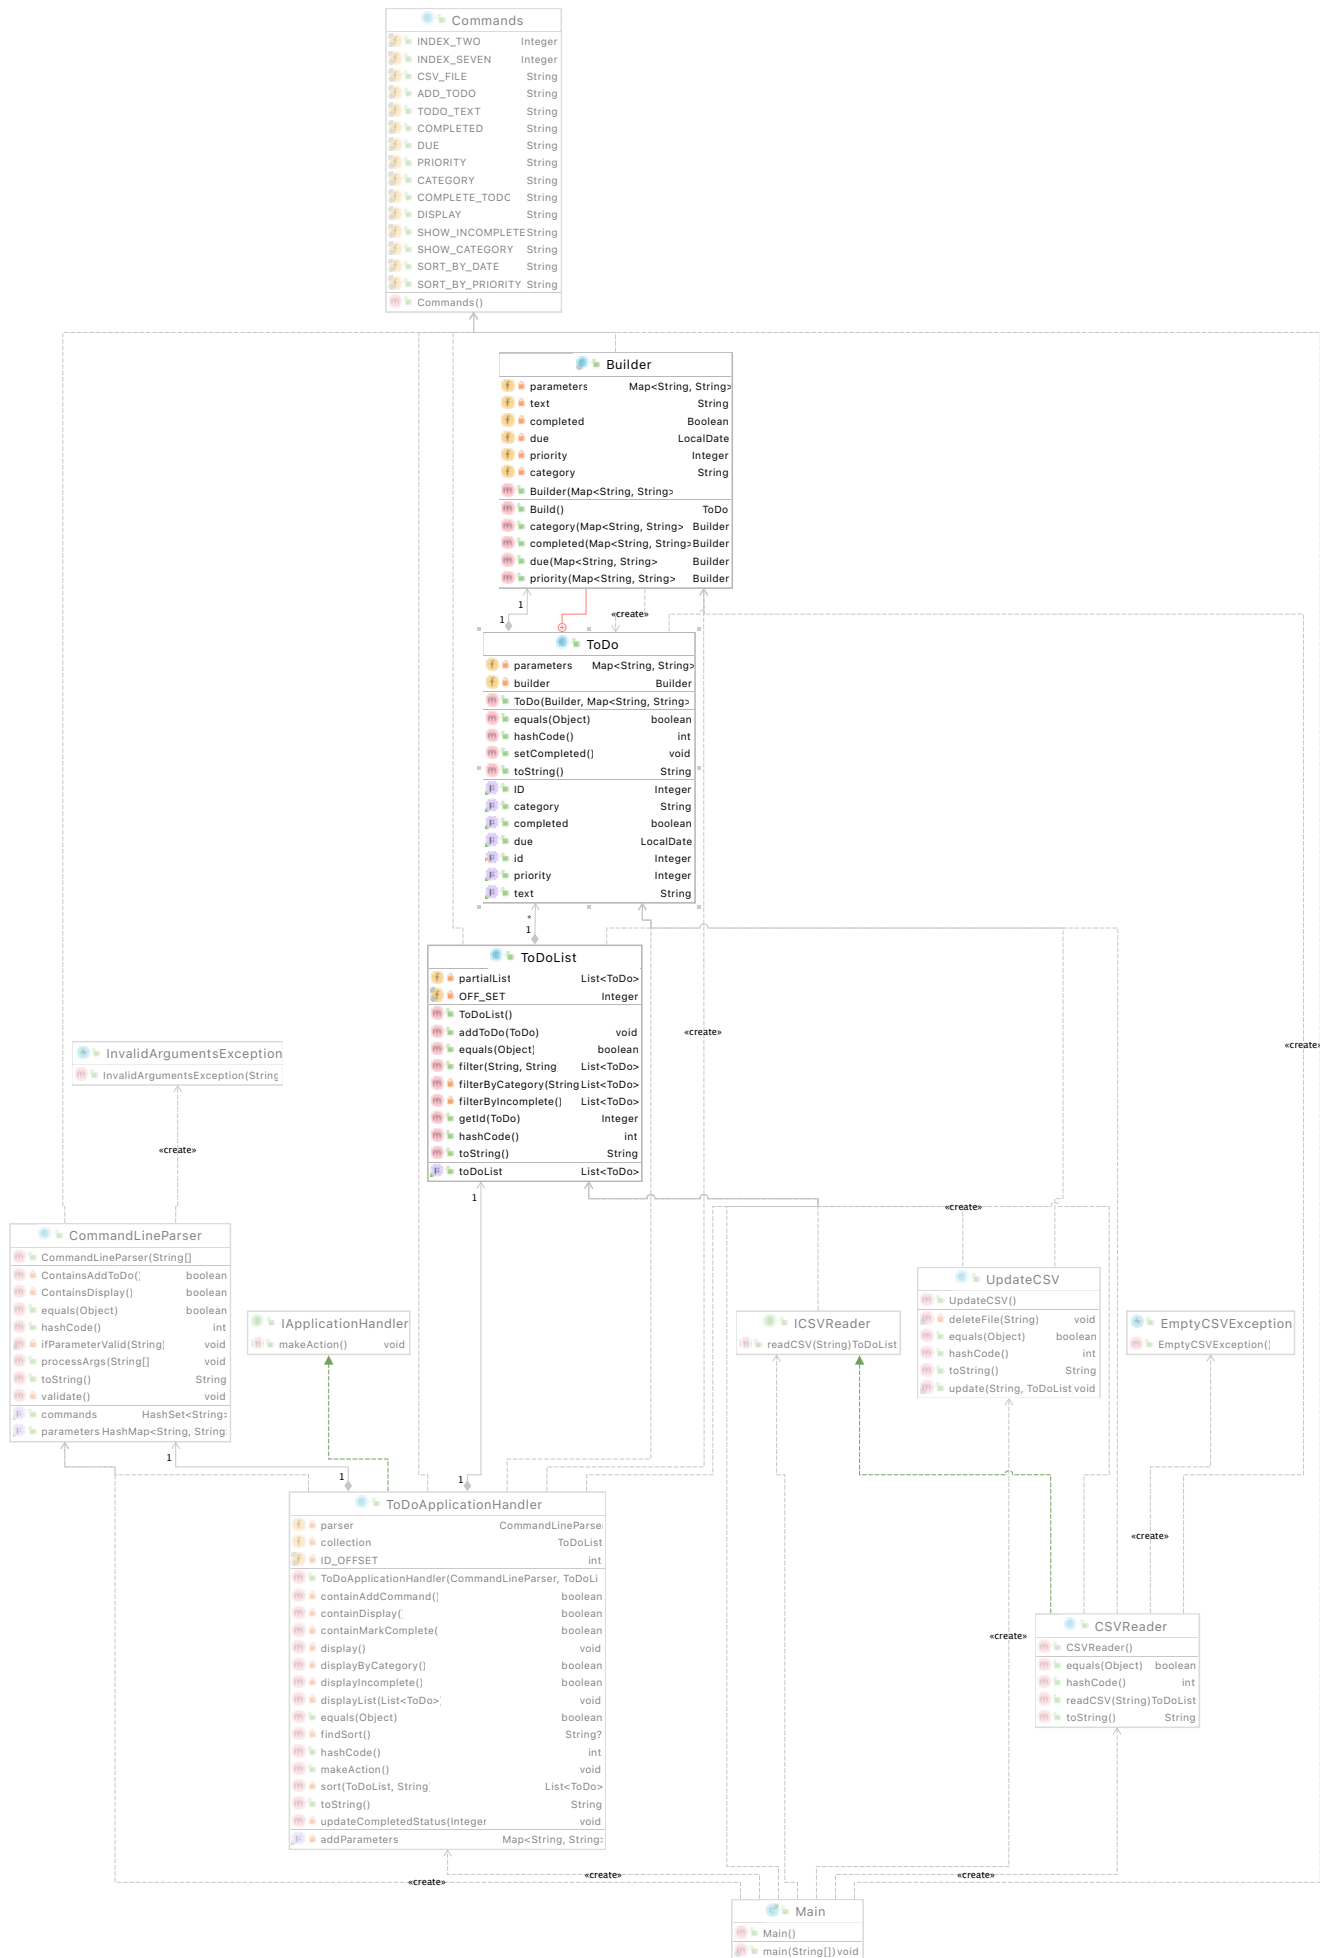 Commands
INDEX_TWO Integer
INDEX_SEVEN Integer
CSV_FILE String
ADD_TODO String
TODO_TEXT String
COMPLETED String
DUE String
PRIORITY String
CATEGORY String
COMPLETE_TODO String
DISPLAY String
SHOW_INCOMPLETE String
SHOW_CATEGORY String
SORT_BY_DATE String
SORT_BY_PRIORITY String
Commands()
Builder
parameters Map<String, String>
text String
completed Boolean
due LocalDate
priority Integer
category String
Builder(Map<String, String>
Build() ToDo
category(Map<String, String> Builder
completed(Map<String, String> Builder
due(Map<String, String> Builder
priority(Map<String, String> Builder
1
1
«create»
ToDo
parameters Map<String, String>
builder Builder
ToDo(Builder, Map<String, String>
equals(Object) boolean
hashCode() int
setCompleted() void
toString() String
ID Integer
category String
completed boolean
due LocalDate
id Integer
priority Integer
text String
*
1
ToDoList
partialList List<ToDo>
OFF_SET Integer
ToDoList()
addToDo(ToDo) void
equals(Object) boolean
filter(String, String) List<ToDo>
filterByCategory(String List<ToDo>
filterByIncomplete() List<ToDo>
getId(ToDo) Integer
hashCode() int
toString() String
toDoList List<ToDo>
«create»
«create»
InvalidArgumentsException
InvalidArgumentsException(String
«create»
1
«create»
CommandLineParser
CommandLineParser(String[]
ContainsAddToDo() boolean
ContainsDisplay() boolean
equals(Object) boolean
hashCode() int
ifParameterValid(String) void
processArgs(String[] void
toString() String
validate() void
commands HashSet<String>
parameters HashMap<String, String
IApplicationHandler
makeAction() void
ICSVReader
readCSV(String) ToDoList
UpdateCSV
UpdateCSV()
deleteFile(String) void
equals(Object) boolean
hashCode() int
toString() String
update(String, ToDoList void
EmptyCSVException
EmptyCSVException()
1
1
1
ToDoApplicationHandler
parser CommandLineParse
collection ToDoList
ID_OFFSET int
ToDoApplicationHandler(CommandLineParser, ToDoLi
containAddCommand() boolean
containDisplay() boolean
containMarkComplete( boolean
display() void
displayByCategory() boolean
displayIncomplete() boolean
displayList(List<ToDo> void
equals(Object) boolean
findSort() String?
hashCode() int
makeAction() void
sort(ToDoList, String) List<ToDo>
toString() String
updateCompletedStatus(Integer void
addParameters Map<String, String>
«create»
«create»
CSVReader
CSVReader()
equals(Object) boolean
hashCode() int
readCSV(String) ToDoList
toString() String
«create»
«create»
«create»
Main
Main()
main(String[]) void